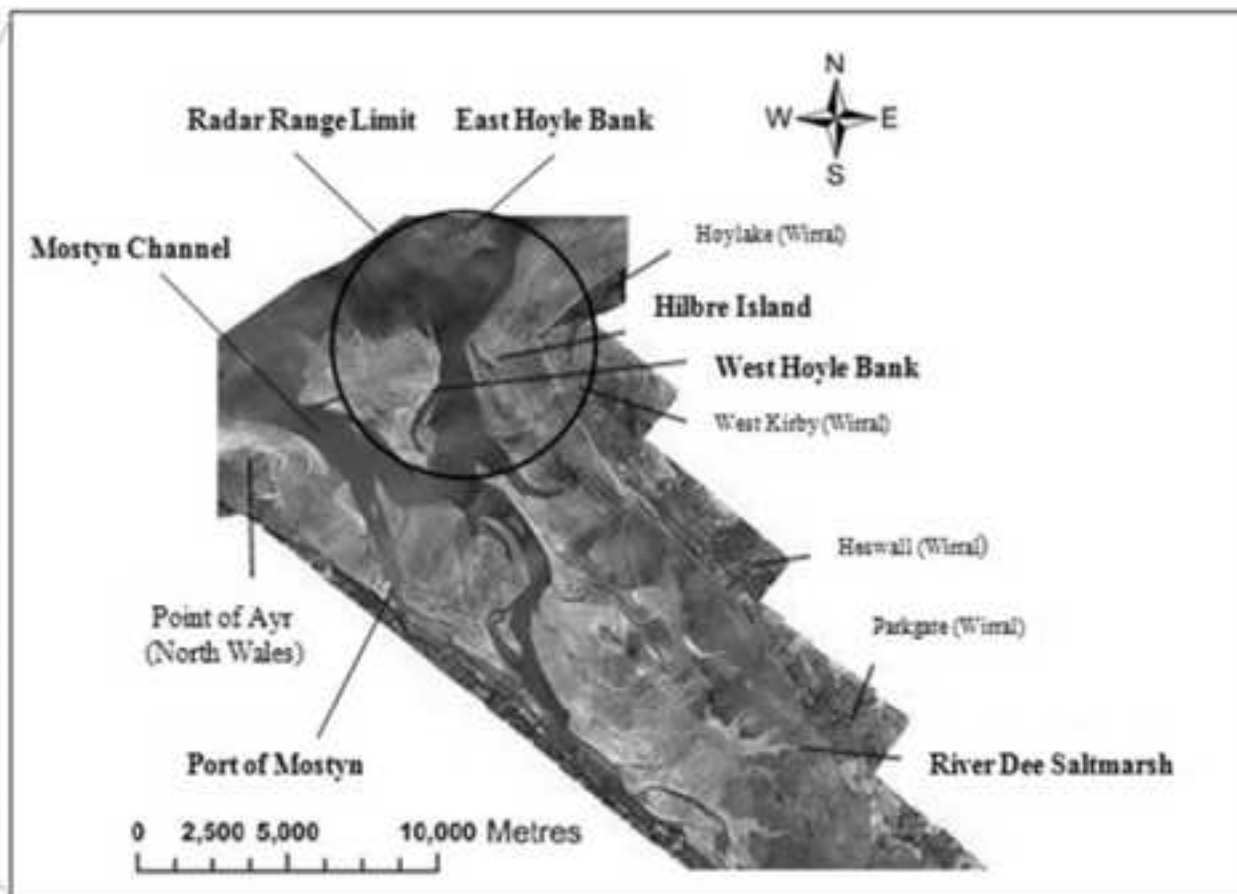 N
W E
S
Radar Range Limit East Hoyle Bank
Hoylake (Wirral)
Mostyn Channel
Hilbre Island
West Hoyle Bank
West Kirby (Wirral)
Heswall (Wirral)
Point of Ayr
(North Wales)
Parkgate (Wirral)
Port of Mostyn
River Dee Saltmarsh
0 2,500 5,000 10,000 Metres